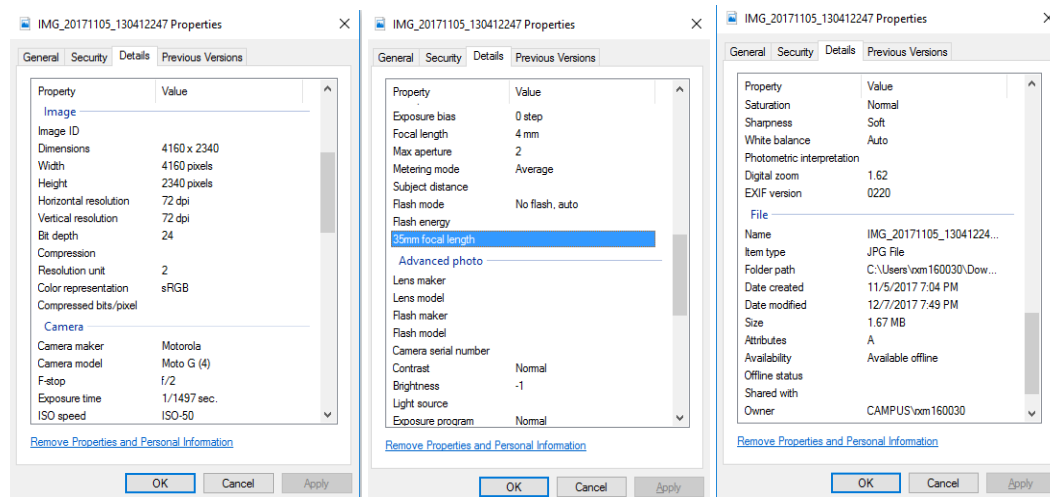 IMG_20171105_130412247 Properties
General Security Details Previous Versions
Property Value
Image
Image ID
Dimensions 4160 x 2340
Width 4160 pixels
Height 2340 pixels
Horizontal resolution 72 dpi
Vertical resolution 72 dpi
Bit depth 24
Compression
Resolution unit 2
Color representation sRGB
Compressed bits/pixel
Camera
Camera maker Motorola
Camera model Moto G (4)
F-stop f/2
Exposure time 1/1497 sec.
ISO speed ISO-50
Remove Properties and Personal Information
OK Cancel Apply
IMG_20171105_130412247 Properties
General Security Details Previous Versions
Property Value
Exposure bias 0 step
Focal length 4 mm
Max aperture 2
Metering mode Average
Subject distance
Flash mode No flash, auto
Flash energy
35mm focal length
Advanced photo
Lens maker
Lens model
Flash maker
Flash model
Camera serial number
Contrast Normal
Brightness -1
Light source
Exposure program Normal
Remove Properties and Personal Information
OK Cancel Apply
IMG_20171105_130412247 Properties
General Security Details Previous Versions
Property Value
Saturation Normal
Sharpness Soft
White balance Auto
Photometric interpretation
Digital zoom 1.62
EXIF version 0220
File
Name IMG_20171105_13041224...
Item type JPG File
Folder path C:\Users\rxm160030\Dow...
Date created 11/5/2017 7:04 PM
Date modified 12/7/2017 7:49 PM
Size 1.67 MB
Attributes A
Availability Available offline
Offline status
Shared with
Owner CAMPUS\rxm160030
Remove Properties and Personal Information
OK Cancel Apply